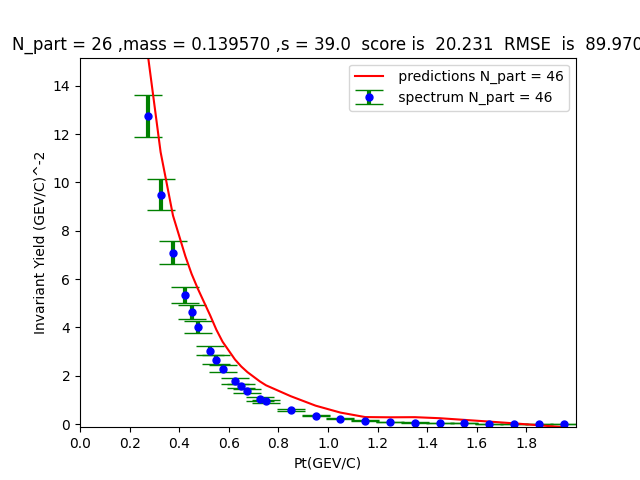 N_part = 26 ,mass = 0.139570 ,s = 39.0  score is  20.231  RMSE  is  89.970
predictions N_part = 46
spectrum N_part = 46
Invariant Yield (GEV/C)^-2
14
12
10
8
6
4
2
0
0.0 0.2 0.4 0.6 0.8 1.0 1.2 1.4 1.6 1.8
Pt(GEV/C)